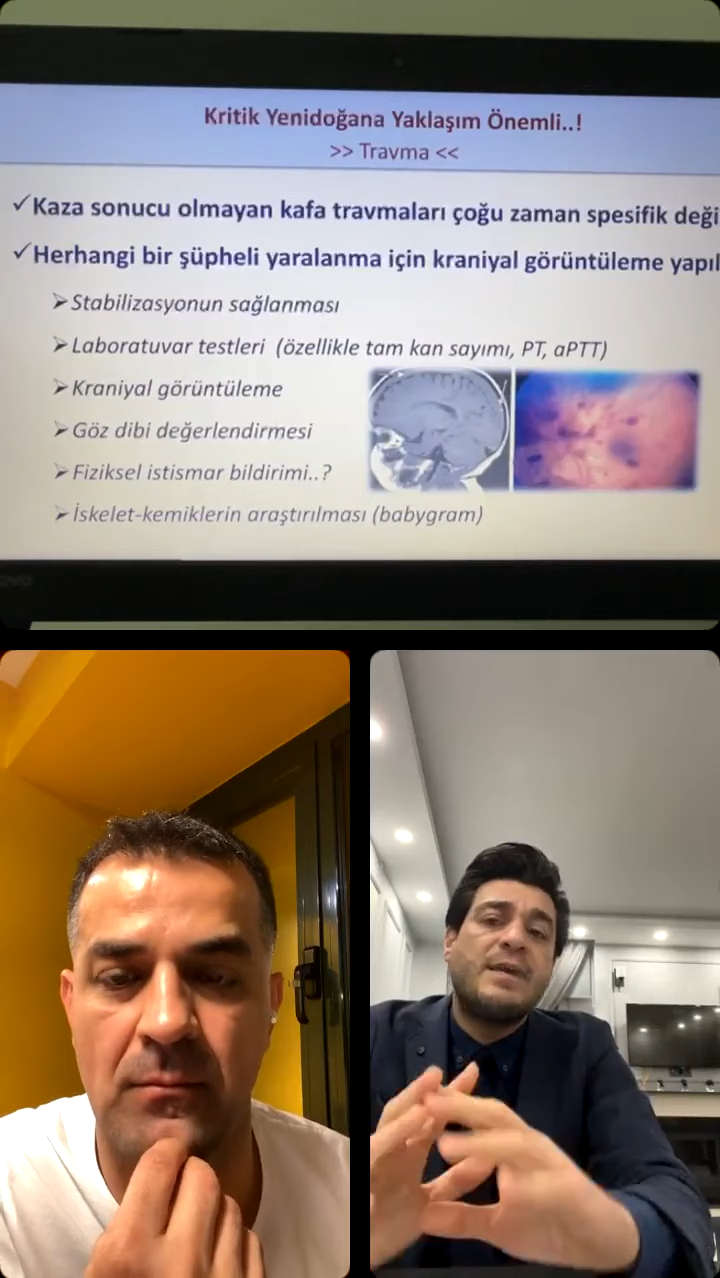 Kritik Yenidoğana Yaklaşım Önemli..!
>> Travma <<
✓Kaza sonucu olmayan kafa travmaları çoğu zaman spesifik deği
✓Herhangi bir şüpheli yaralanma için kraniyal görüntüleme yapıl
➢Stabilizasyonun sağlanması
➢Laboratuvar testleri (özellikle tam kan sayımı, PT, aPTT)
➢Kraniyal görüntüleme
➢Göz dibi değerlendirmesi
➢Fiziksel istismar bildirimi..?
➢İskelet-kemiklerin araştırılması (babygram)